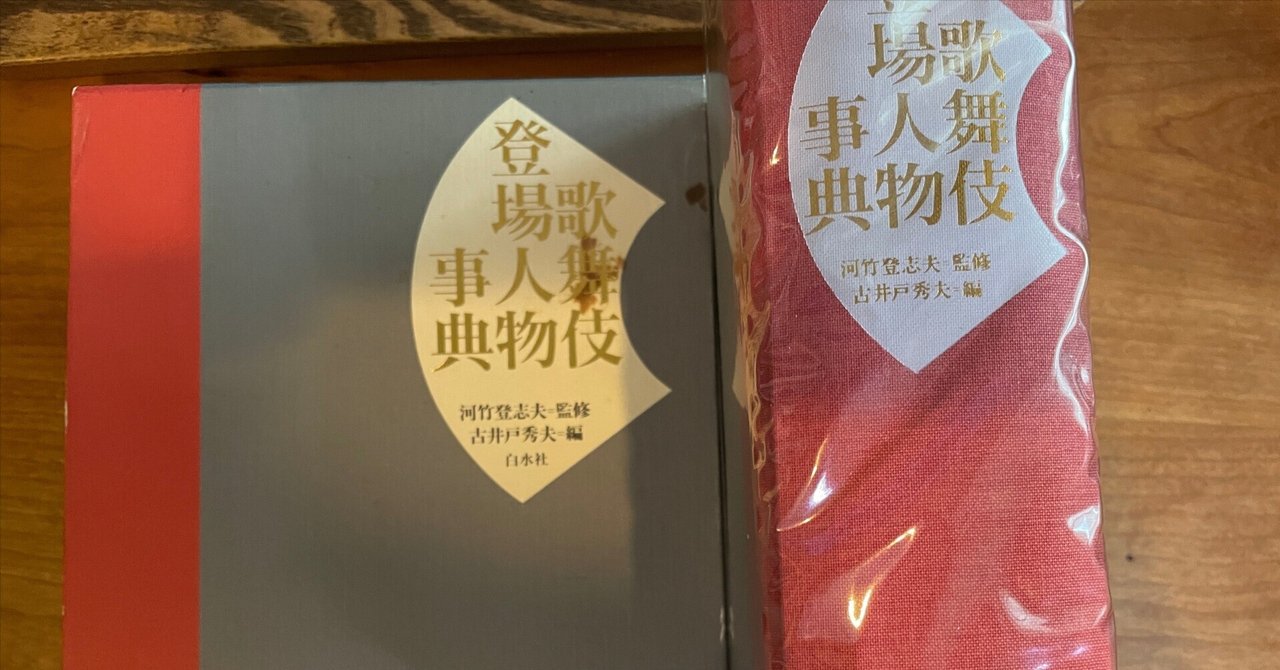 歌舞伎
登場人物
事典
河竹登志夫=監修
古井戸秀夫=編
白水社
歌舞伎
場人物
事典
河竹登志夫=監修
古井戸秀夫=編